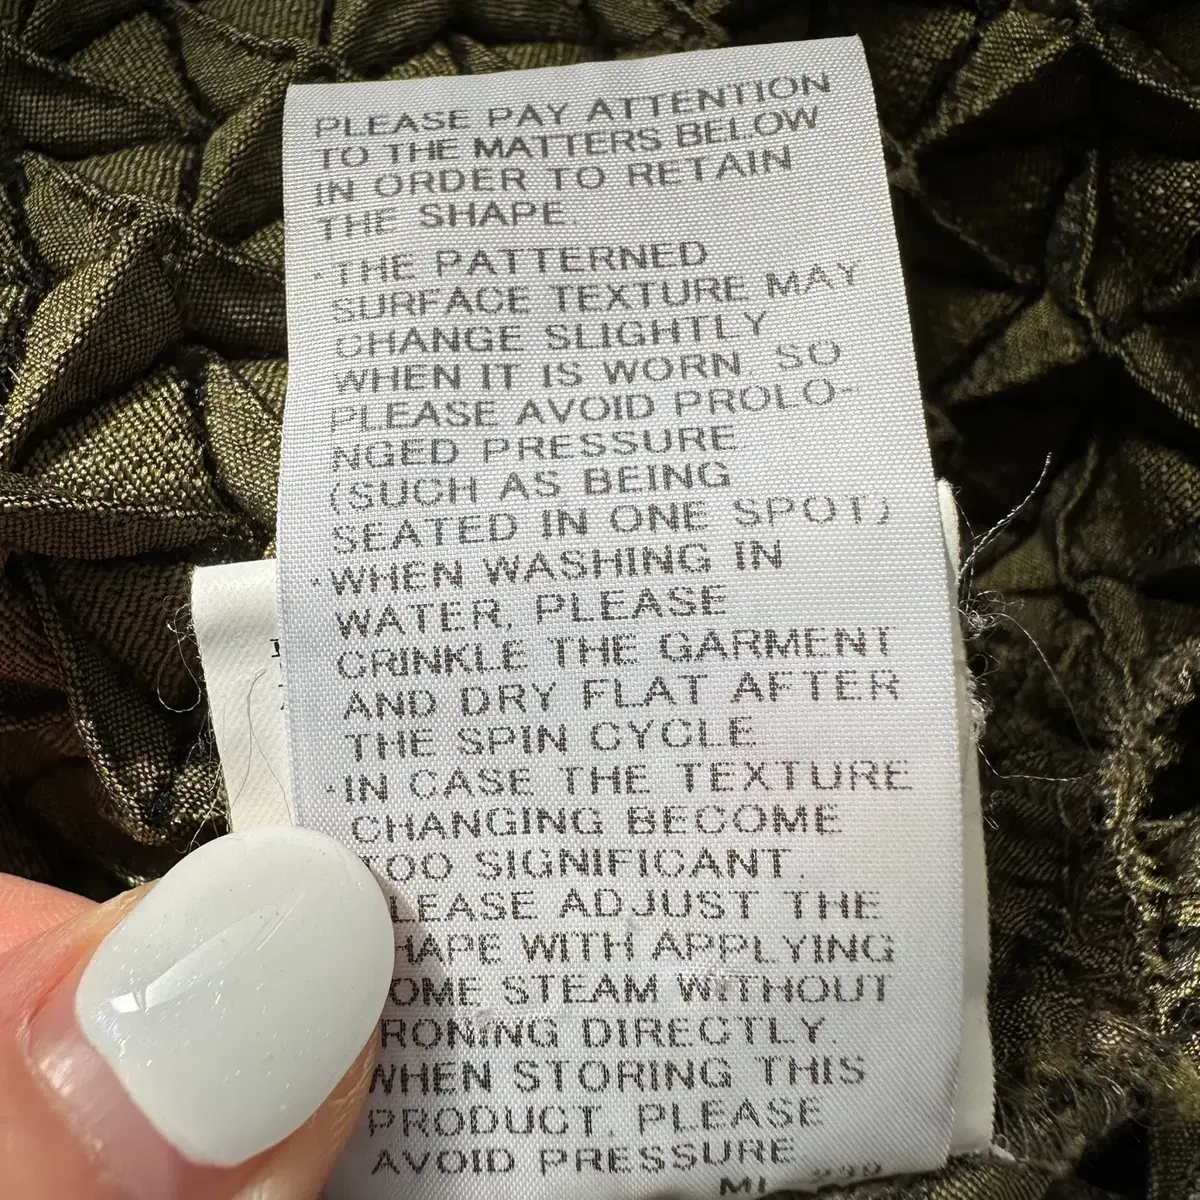 PLEASE PAY ATTENTION
TO THE MATTERS BELOW
IN ORDER TO RETAIN
THE SHAPE.
·THE PATTERNED
SURFACE TEXTURE MAY
CHANGE SLIGHTLY
WHEN IT IS WORN. SO
PLEASE AVOID PROLO-
NGED PRESSURE.
(SUCH AS BEING
SEATED IN ONE SPOT)
·WHEN WASHING IN
WATER, PLEASE
CRINKLE THE GARMENT
AND DRY FLAT AFTER
THE SPIN CYCLE.
·IN CASE THE TEXTURE
CHANGING BECOME
TOO SIGNIFICANT,
LEASE ADJUST THE
HAPE WITH APPLYING
OME STEAM WITHOUT
RONING DIRECTLY.
WHEN STORING THIS
PRODUCT, PLEASE
AVOID PRESSURE.